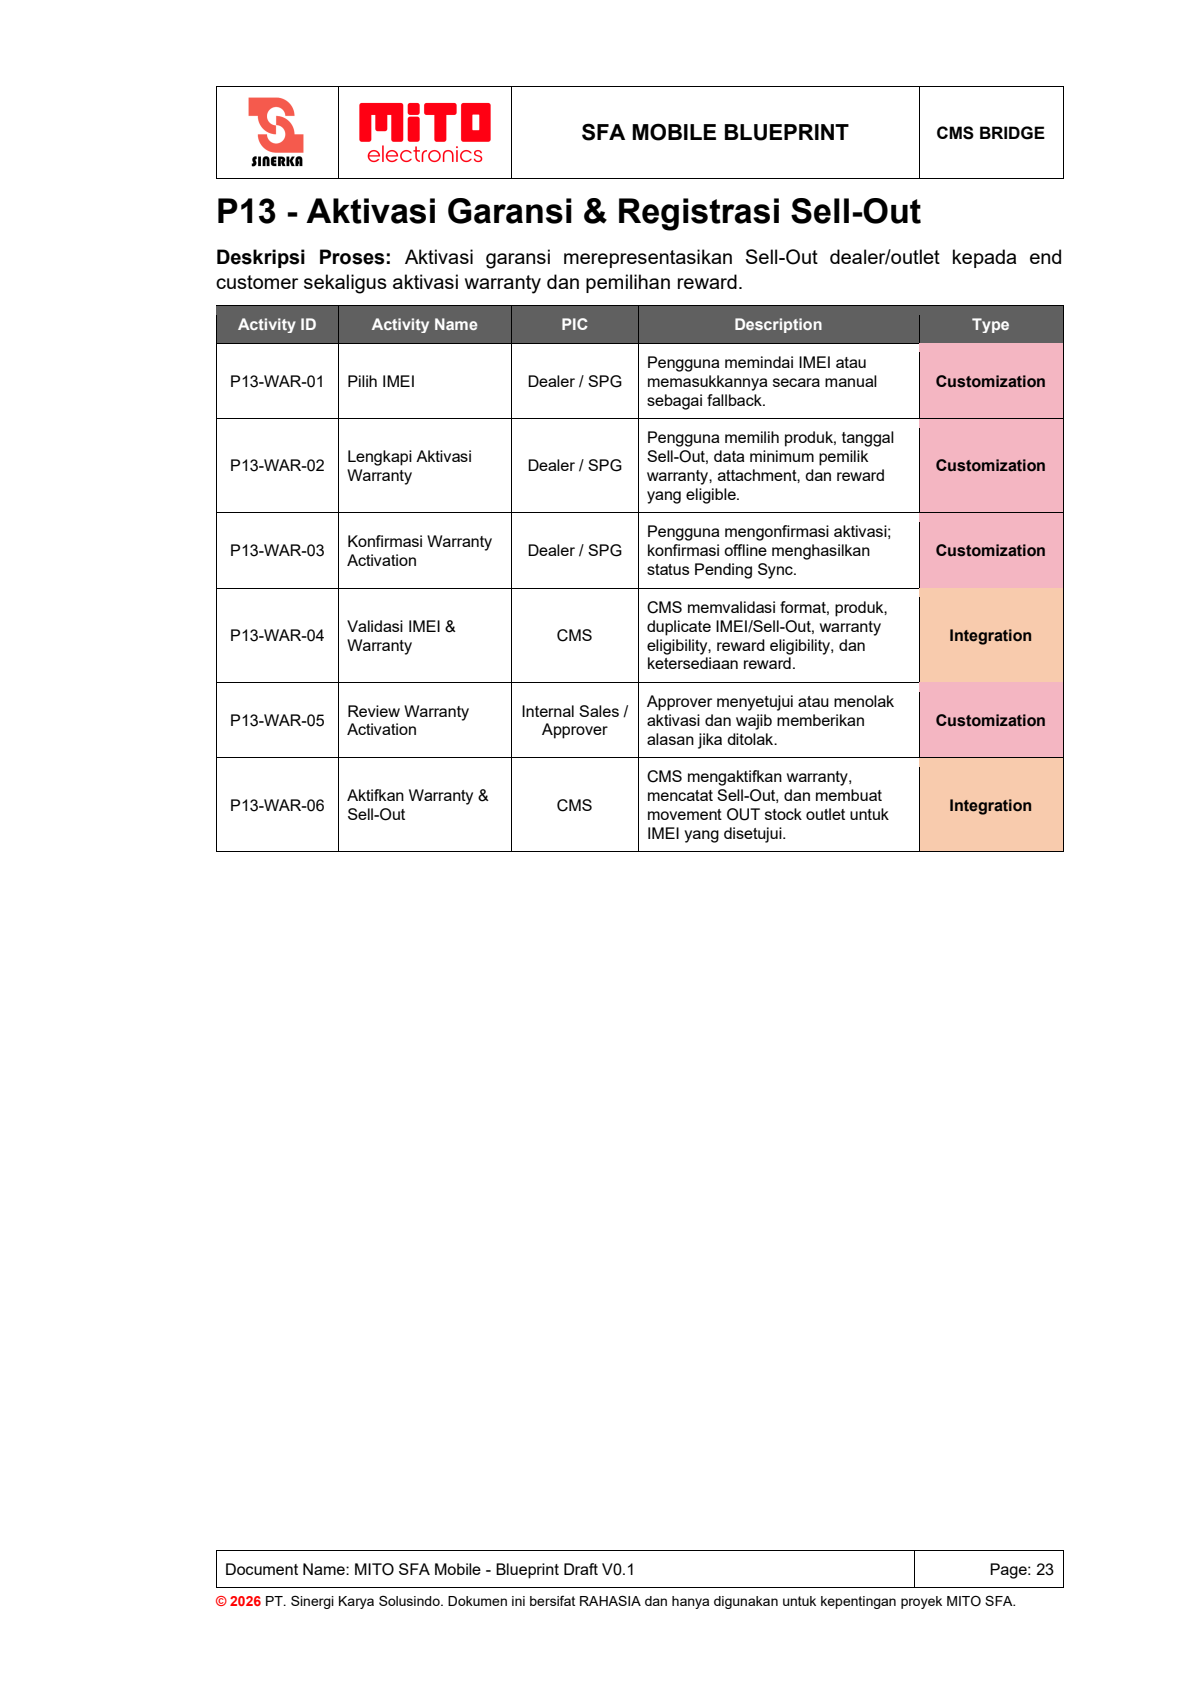 SINERKA
MiTO
electronics
SFA MOBILE BLUEPRINT
CMS BRIDGE
P13 - Aktivasi Garansi & Registrasi Sell-Out
Deskripsi Proses: Aktivasi garansi merepresentasikan Sell-Out dealer/outlet kepada end
customer sekaligus aktivasi warranty dan pemilihan reward.
Activity ID
Activity Name
PIC
Description
Type
P13-WAR-01
Pilih IMEI
Dealer / SPG
Pengguna memindai IMEI atau
memasukkannya secara manual
sebagai fallback.
Customization
P13-WAR-02
Lengkapi Aktivasi
Warranty
Dealer / SPG
Pengguna memilih produk, tanggal
Sell-Out, data minimum pemilik
warranty, attachment, dan reward
yang eligible.
Customization
P13-WAR-03
Konfirmasi Warranty
Activation
Dealer / SPG
Pengguna mengonfirmasi aktivasi;
konfirmasi offline menghasilkan
status Pending Sync.
Customization
P13-WAR-04
Validasi IMEI &
Warranty
CMS
CMS memvalidasi format, produk,
duplicate IMEI/Sell-Out, warranty
eligibility, reward eligibility, dan
ketersediaan reward.
Integration
P13-WAR-05
Review Warranty
Activation
Internal Sales /
Approver
Approver menyetujui atau menolak
aktivasi dan wajib memberikan
alasan jika ditolak.
Customization
P13-WAR-06
Aktifkan Warranty &
Sell-Out
CMS
CMS mengaktifkan warranty,
mencatat Sell-Out, dan membuat
movement OUT stock outlet untuk
IMEI yang disetujui.
Integration
Document Name: MITO SFA Mobile - Blueprint Draft V0.1
Page: 23
© 2026 PT. Sinergi Karya Solusindo. Dokumen ini bersifat RAHASIA dan hanya digunakan untuk kepentingan proyek MITO SFA.